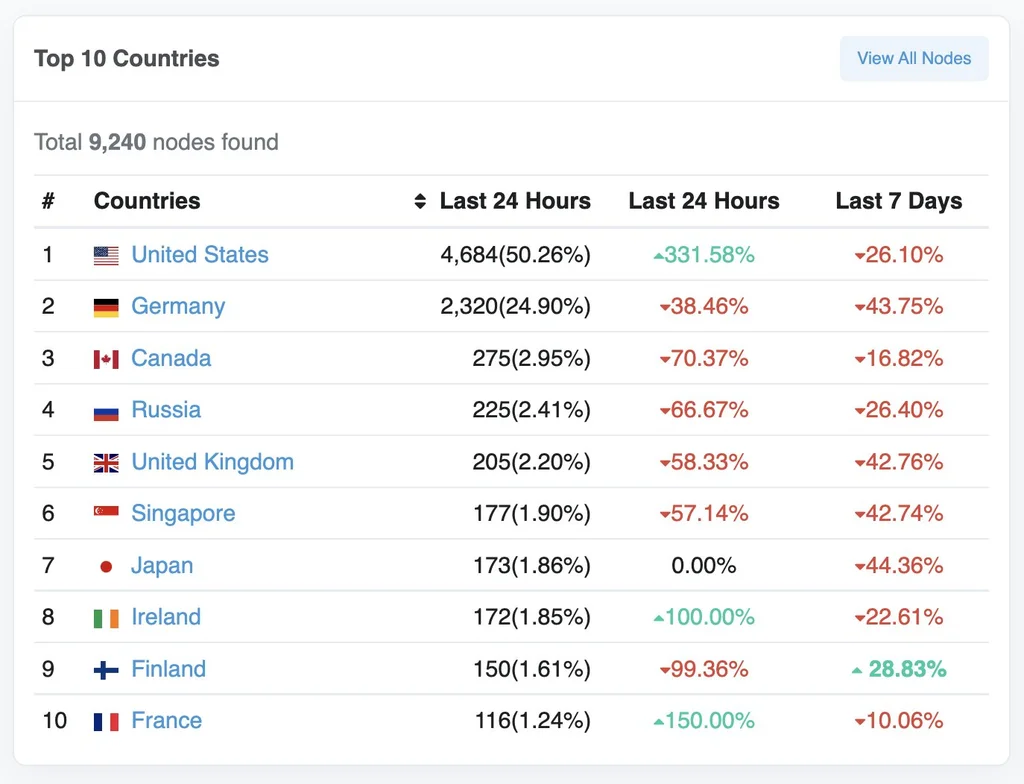 Top 10 Countries
View All Nodes
Total 9,240 nodes found
# Countries Last 24 Hours Last 24 Hours Last 7 Days
1 United States 4,684(50.26%) 331.58% 26.10%
2 Germany 2,320(24.90%) 38.46% 43.75%
3 Canada 275(2.95%) 70.37% 16.82%
4 Russia 225(2.41%) 66.67% 26.40%
5 United Kingdom 205(2.20%) 58.33% 42.76%
6 Singapore 177(1.90%) 57.14% 42.74%
7 Japan 173(1.86%) 0.00% 44.36%
8 Ireland 172(1.85%) 100.00% 22.61%
9 Finland 150(1.61%) 99.36% 28.83%
10 France 116(1.24%) 150.00% 10.06%